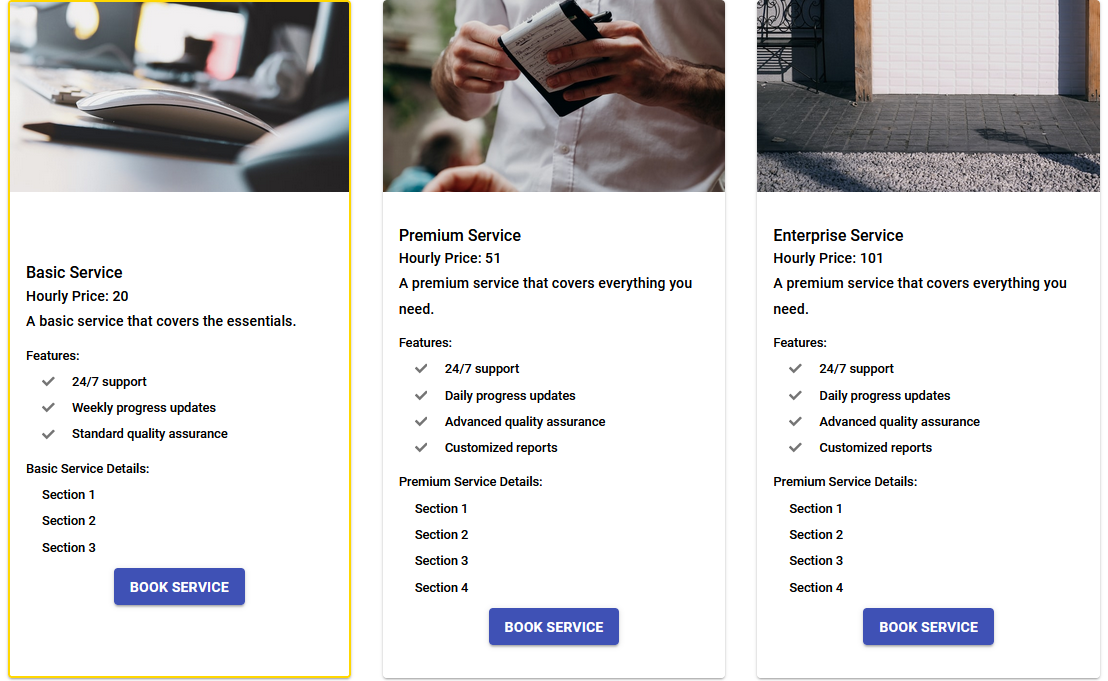 Basic Service
Hourly Price: 20
A basic service that covers the essentials.
Features:
24/7 support
Weekly progress updates
Standard quality assurance
Basic Service Details:
Section 1
Section 2
Section 3
BOOK SERVICE
Premium Service
Hourly Price: 51
A premium service that covers everything you
need.
Features:
24/7 support
Daily progress updates
Advanced quality assurance
Customized reports
Premium Service Details:
Section 1
Section 2
Section 3
Section 4
BOOK SERVICE
Enterprise Service
Hourly Price: 101
A premium service that covers everything you
need.
Features:
24/7 support
Daily progress updates
Advanced quality assurance
Customized reports
Premium Service Details:
Section 1
Section 2
Section 3
Section 4
BOOK SERVICE